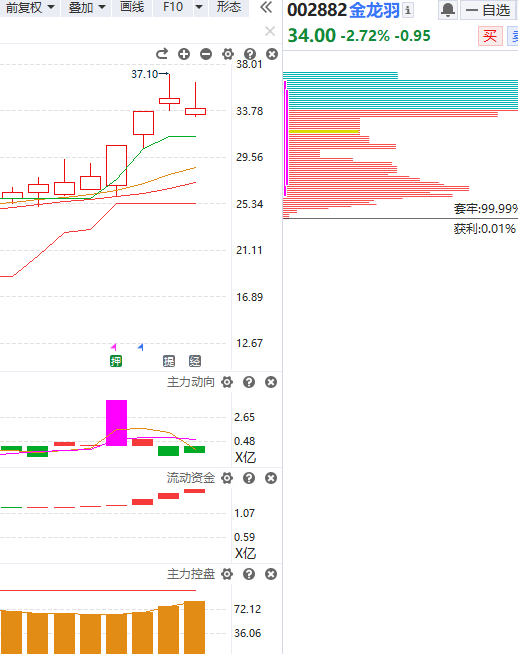 前复权 叠加 画线 F10 形态
002882 金龙羽
自选
34.00 -2.72% -0.95
买
卖
38.01
37.10
33.78
29.56
25.34
套牢:99.99%
获利:0.01%
21.11
16.89
12.67
押 提 经
主力动向
2.65
0.48
X亿
流动资金
1.07
0.59
X亿
主力控盘
72.12
36.06